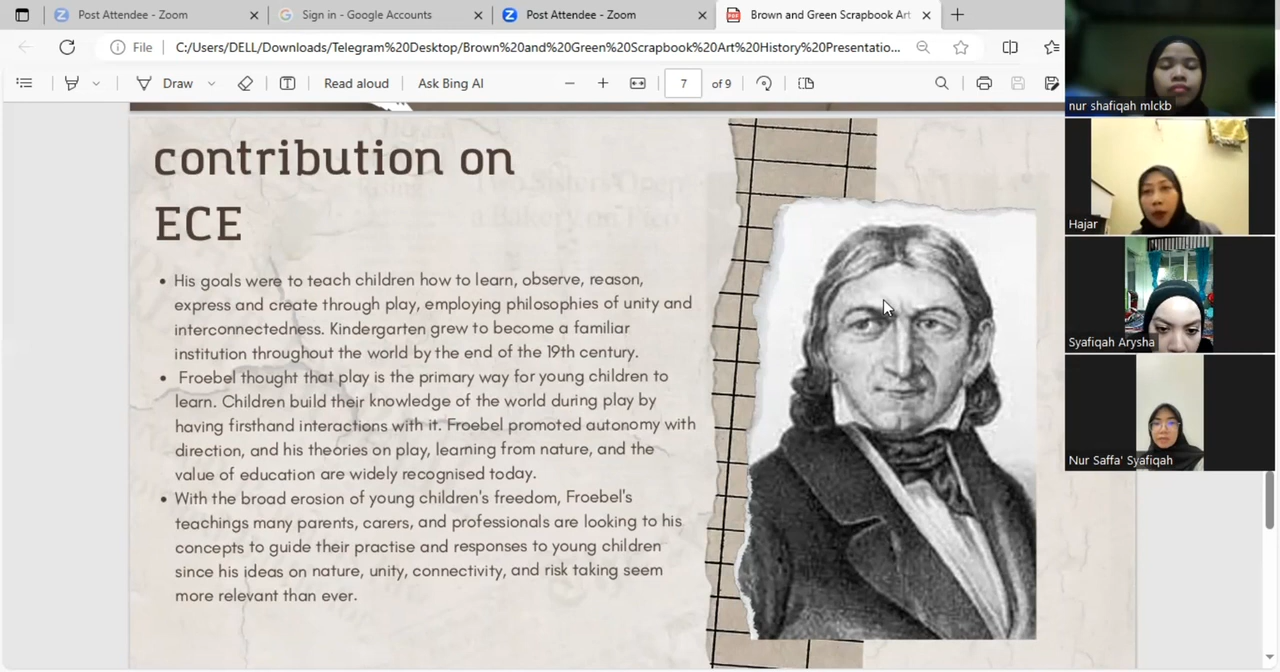 Post Attendee - Zoom
Sign in - Google Accounts
Post Attendee - Zoom
Brown and Green Scrapbook Art
File
C:/Users/DELL/Downloads/Telegram%20Desktop/Brown%20and%20Green%20Scrapbook%20Art%20History%20Presentatio...
Draw
Read aloud
Ask Bing AI
7
of 9
contribution on
ECE
• His goals were to teach children how to learn, observe, reason,
express and create through play, employing philosophies of unity and
interconnectedness. Kindergarten grew to become a familiar
institution throughout the world by the end of the 19th century.
• Froebel thought that play is the primary way for young children to
learn. Children build their knowledge of the world during play by
having firsthand interactions with it. Froebel promoted autonomy with
direction, and his theories on play, learning from nature, and the
value of education are widely recognised today.
• With the broad erosion of young children's freedom, Froebel's
teachings many parents, carers, and professionals are looking to his
concepts to guide their practise and responses to young children
since his ideas on nature, unity, connectivity, and risk taking seem
more relevant than ever.
nur shafiqah mlckb
Hajar
Syafiqah Arysha
Nur Saffa' Syafiqah